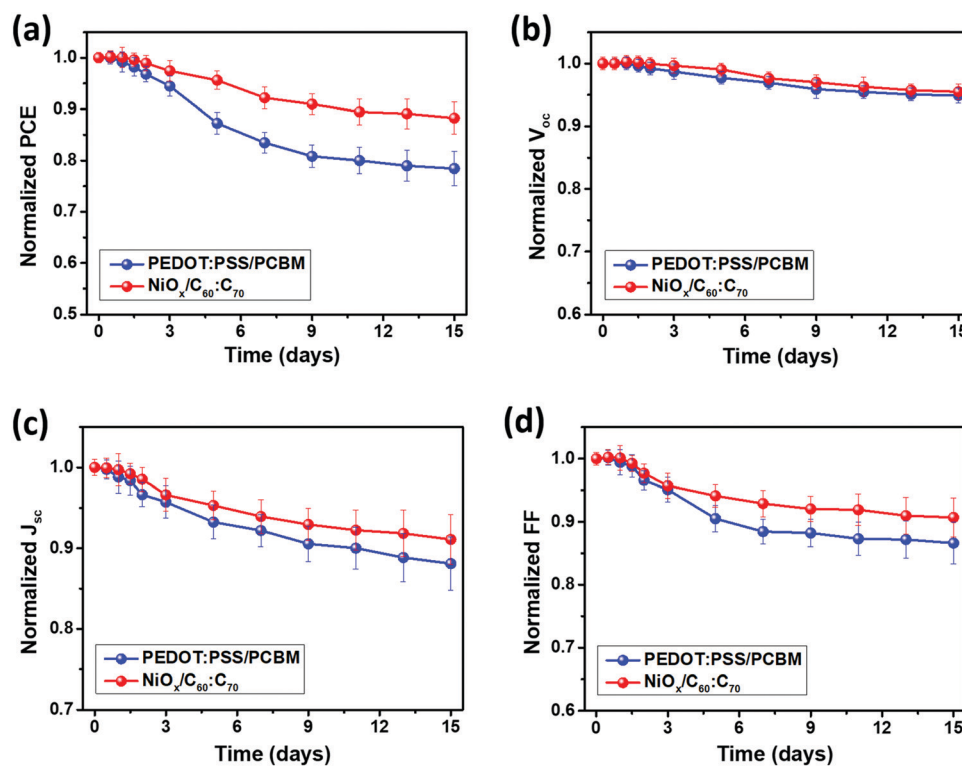 (a)
Normalized PCE
1.0
0.9
0.8
0.7
0.6
0.5
PEDOT:PSS/PCBM
NiOₓ/C₆₀:C₇₀
0 3 6 9 12 15
Time (days)
(b)
Normalized Vₒc
1.0
0.9
0.8
0.7
0.6
PEDOT:PSS/PCBM
NiOₓ/C₆₀:C₇₀
0 3 6 9 12 15
Time (days)
(c)
Normalized Jsc
1.0
0.9
0.8
0.7
PEDOT:PSS/PCBM
NiOₓ/C₆₀:C₇₀
0 3 6 9 12 15
Time (days)
(d)
Normalized FF
1.0
0.9
0.8
0.7
0.6
PEDOT:PSS/PCBM
NiOₓ/C₆₀:C₇₀
0 3 6 9 12 15
Time (days)